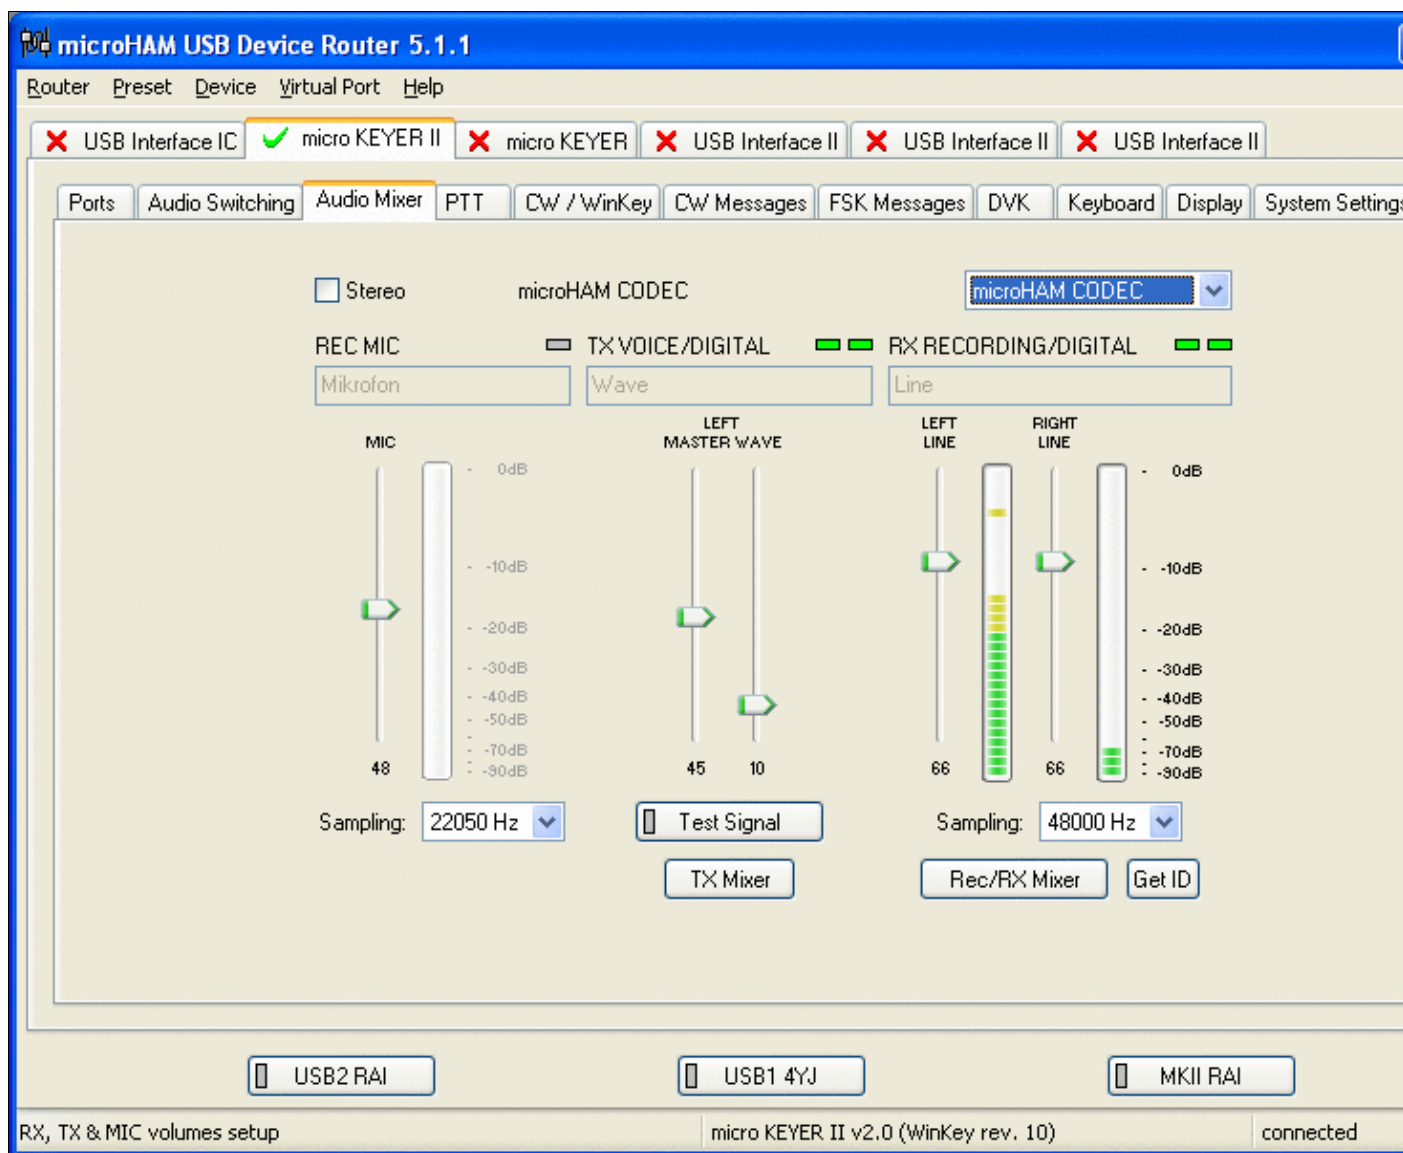 microHAM USB Device Router 5.1.1
Router Preset Device Virtual Port Help
USB Interface IC micro KEYER II micro KEYER USB Interface II USB Interface II USB Interface II
Ports Audio Switching Audio Mixer PTT CW / WinKey CW Messages FSK Messages DVK Keyboard Display System Settings
Stereo microHAM CODEC microHAM CODEC
REC MIC TX VOICE/DIGITAL RX RECORDING/DIGITAL
Mikrofon Wave Line
LEFT LEFT RIGHT
MIC MASTER WAVE LINE LINE
- 0dB - 0dB
- -10dB - -10dB
- -20dB - -20dB
- -30dB - -30dB
- -40dB - -40dB
- -50dB - -50dB
- -70dB - -70dB
48 - -90dB 45 10 66 66 - -90dB
Sampling: 22050 Hz Test Signal Sampling: 48000 Hz
TX Mixer Rec/RX Mixer Get ID
USB2 RAI USB1 4YJ MKII RAI
RX, TX & MIC volumes setup micro KEYER II v2.0 (WinKey rev. 10) connected